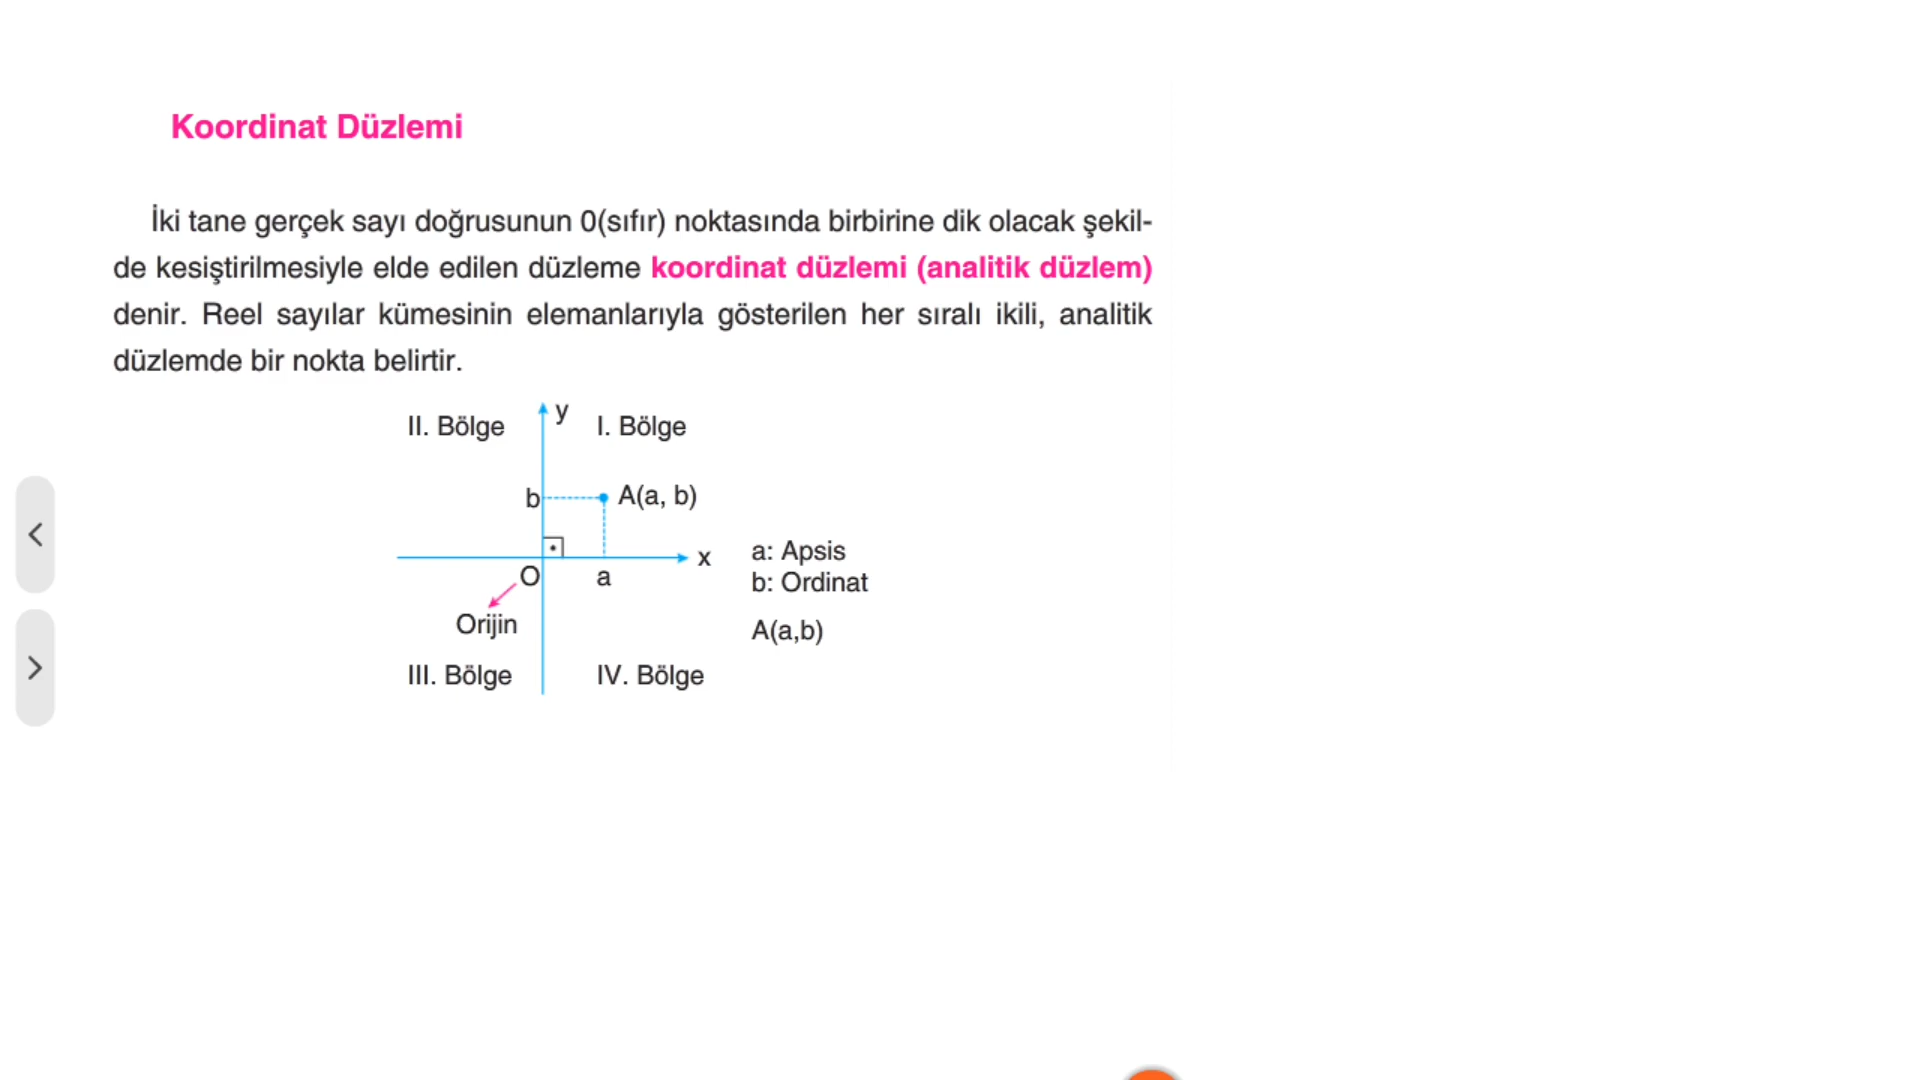 Koordinat Düzlemi
İki tane gerçek sayı doğrusunun 0(sıfır) noktasında birbirine dik olacak şekil-
de kesiştirilmesiyle elde edilen düzleme koordinat düzlemi (analitik düzlem)
denir. Reel sayılar kümesinin elemanlarıyla gösterilen her sıralı ikili, analitik
düzlemde bir nokta belirtir.
II. Bölge
y
I. Bölge
b
A(a, b)
x
O
a
Orijin
III. Bölge
IV. Bölge
a: Apsis
b: Ordinat
A(a,b)